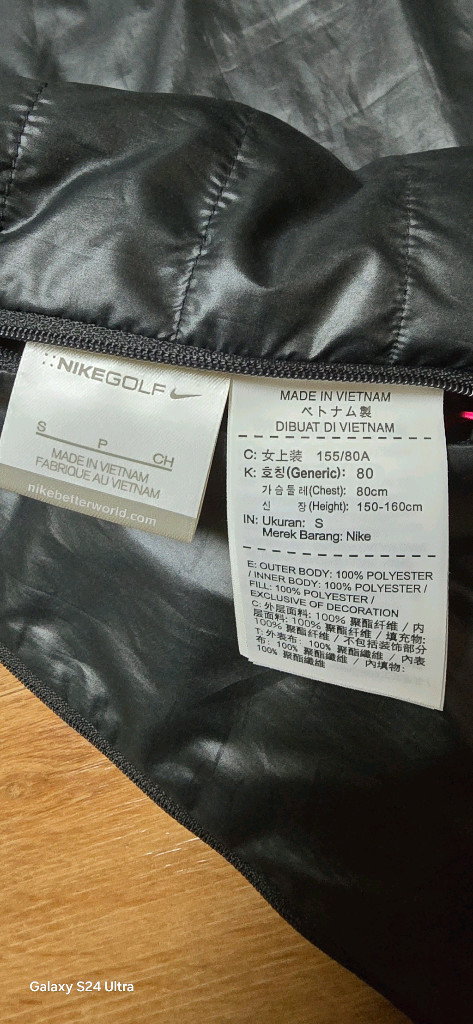 NIKEGOLF
S P CH
MADE IN VIETNAM
FABRIQUE AU VIETNAM
nikebetterworld.com
MADE IN VIETNAM
ベトナム製
DIBUAT DI VIETNAM
C: 女上装 155/80A
K: 호칭(Generic): 80
가슴둘레(Chest): 80cm
신 장(Height): 150-160cm
IN: Ukuran: S
Merek Barang: Nike
E: OUTER BODY: 100% POLYESTER
/ INNER BODY: 100% POLYESTER /
FILL: 100% POLYESTER /
EXCLUSIVE OF DECORATION
C: 外层面料: 100% 聚酯纤维 / 内
层面料: 100% 聚酯纤维 / 填充物:
100% 聚酯纤维 / 不包括装饰部分
T: 外表布: 100% 聚酯纖維 / 內表
布: 100% 聚酯纖維 / 內填物:
100% 聚酯纖維
Galaxy S24 Ultra